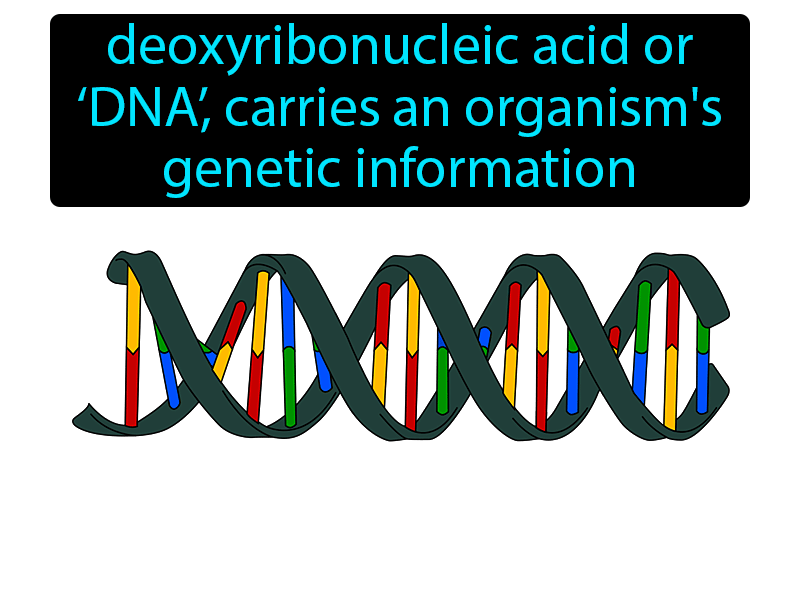 deoxyribonucleic acid or
‘DNA’, carries an organism's
genetic information